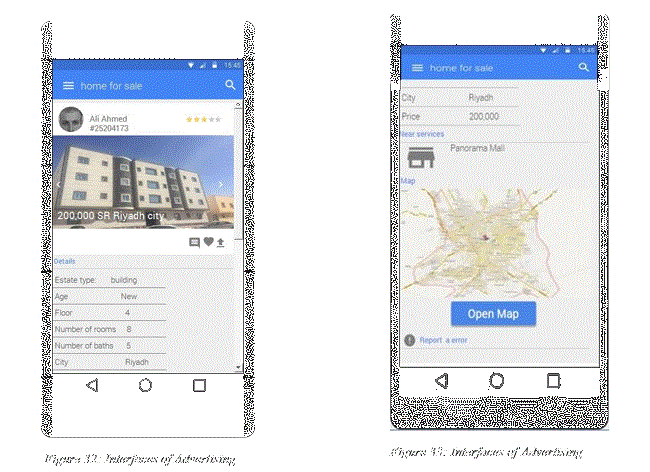 15:45
home for sale
Ali Ahmed
#25204173
200,000 SR Riyadh city
Details
Estate type: building
Age New
Floor 4
Number of rooms 8
Number of baths 5
City Riyadh
Figure 32: Interfaces of Advertising
15:45
home for sale
City Riyadh
Price 200.000
Near services
Panorama Mall
Map
Open Map
Report a error
Figure 33: Interfaces of Advertising